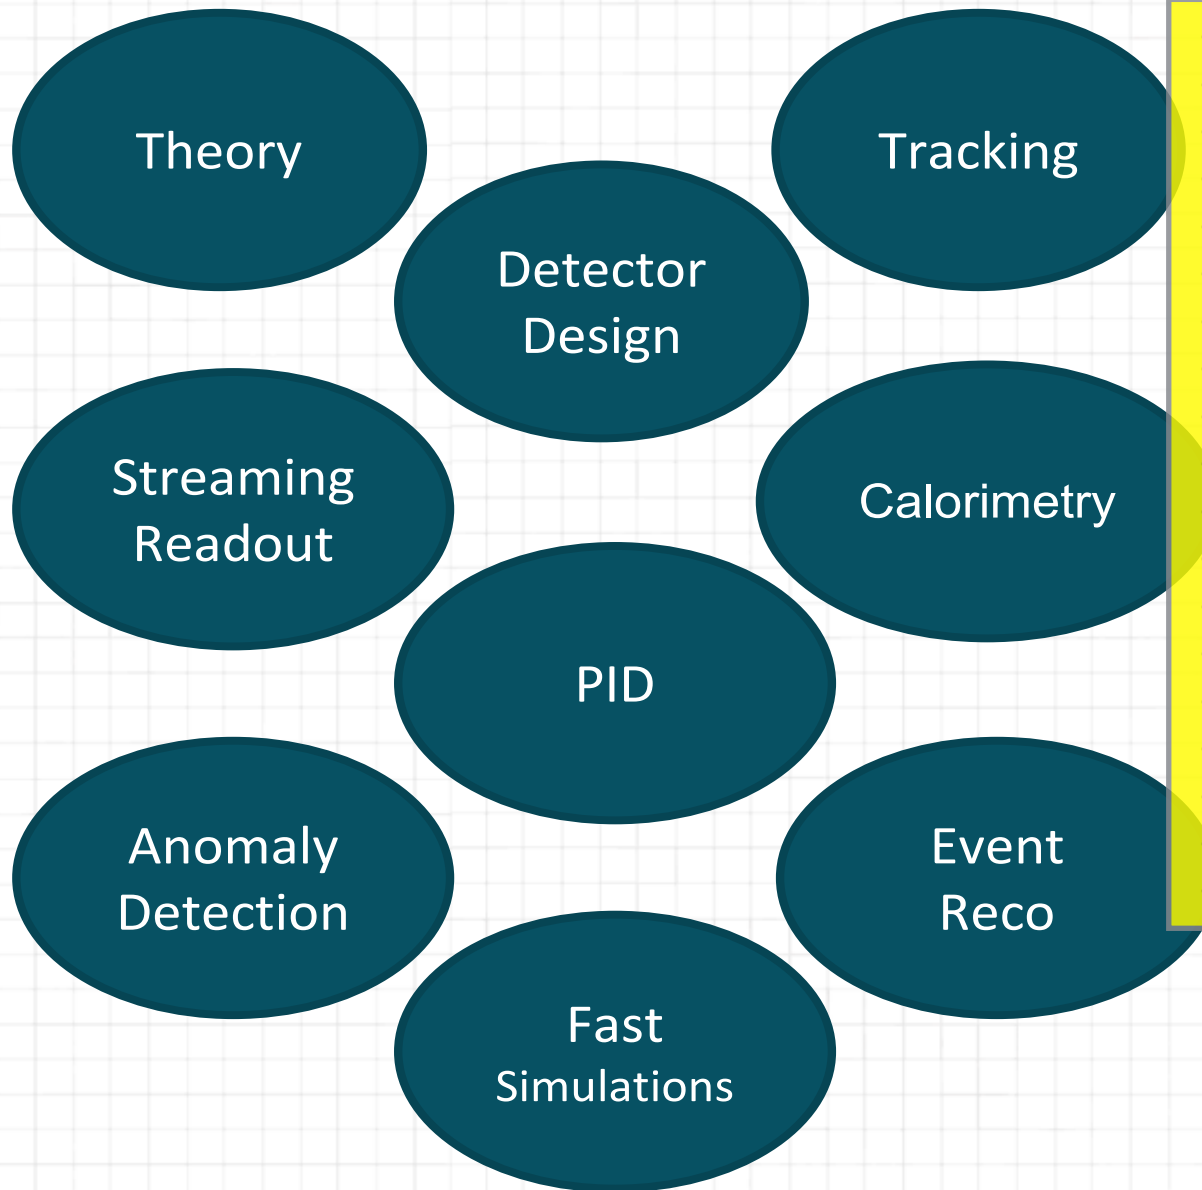 Theory
Tracking
Detector
Design
Streaming
Readout
Calorimetry
PID
Anomaly
Detection
Event
Reco
Fast
Simulations